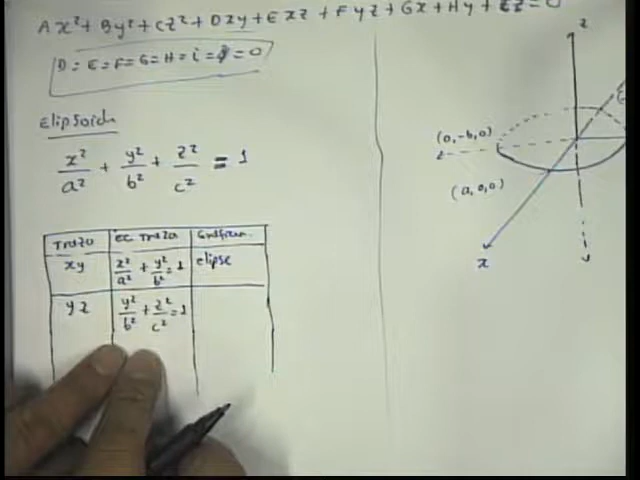 Ax² + By² + Cz² + Dxy + Exz + Fyz + Gx + Hy + Iz = 0
D = E = F = G = H = i = j = 0
Elipsoide
x²/a² + y²/b² + z²/c² = 1
Traza | Ec Traza | Grafica
xy | x²/a² + y²/b² = 1 | elipse
yz | y²/b² + z²/c² = 1
z
(0,-b,0)
(a,0,0)
x